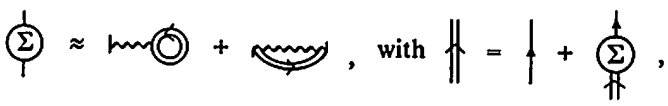 Σ ≈ + , with = + Σ ,